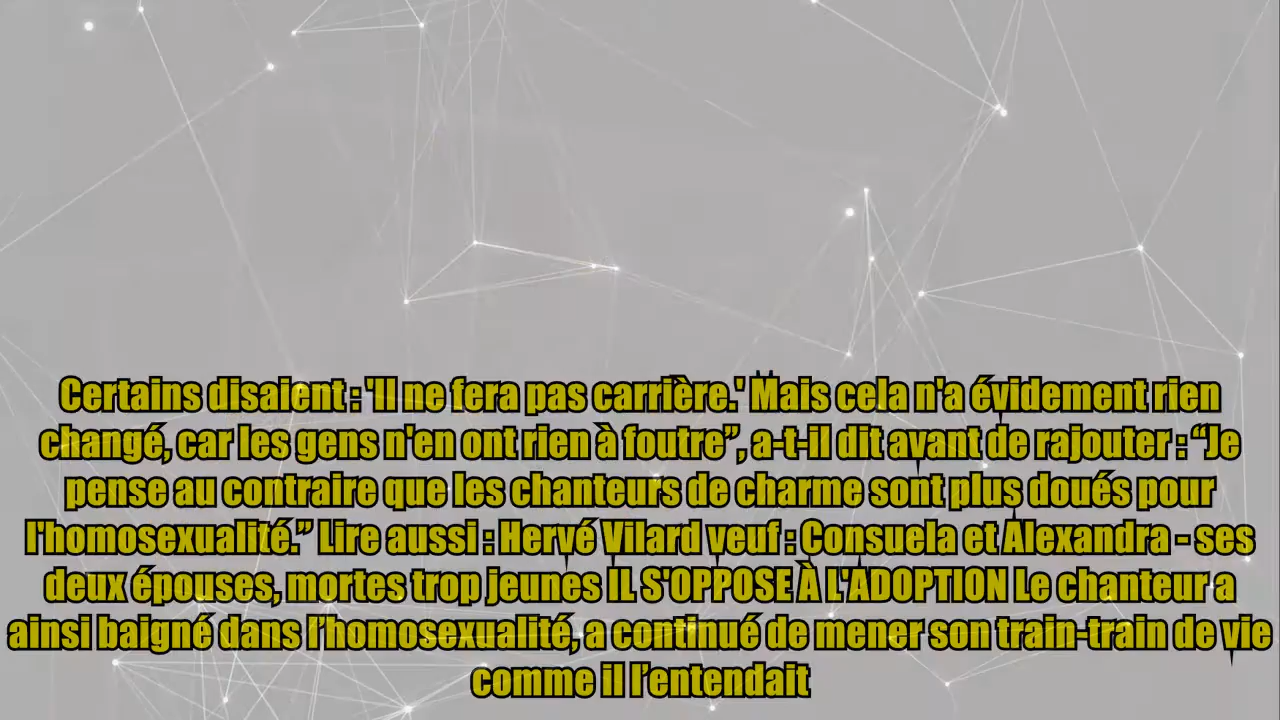 Certains disaient : 'Il ne fera pas carrière.' Mais cela n'a évidement rien
changé, car les gens n'en ont rien à foutre”, a-t-il dit avant de rajouter : “Je
pense au contraire que les chanteurs de charme sont plus doués pour
l'homosexualité.” Lire aussi : Hervé Vilard veuf : Consuela et Alexandra - ses
deux épouses, mortes trop jeunes IL S'OPPOSE À L'ADOPTION Le chanteur a
ainsi baigné dans l’homosexualité, a continué de mener son train-train de vie
comme il l’entendait